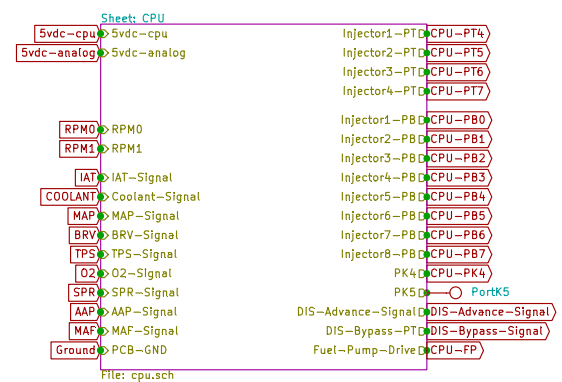 Sheet: CPU
5vdc-cpu 5vdc-cpu Injector1-PT CPU-PT4
5vdc-analog 5vdc-analog Injector2-PT CPU-PT5
Injector3-PT CPU-PT6
Injector4-PT CPU-PT7
Injector1-PB CPU-PB0
RPM0 RPM0 Injector2-PB CPU-PB1
RPM1 RPM1 Injector3-PB CPU-PB2
IAT IAT-Signal Injector4-PB CPU-PB3
COOLANT Coolant-Signal Injector5-PB CPU-PB4
MAP MAP-Signal Injector6-PB CPU-PB5
BRV BRV-Signal Injector7-PB CPU-PB6
TPS TPS-Signal Injector8-PB CPU-PB7
O2 O2-Signal PK4 CPU-PK4
SPR SPR-Signal PK5 PortK5
AAP AAP-Signal DIS-Advance-Signal DIS-Advance-Signal
MAF MAF-Signal DIS-Bypass-PT DIS-Bypass-Signal
Ground PCB-GND Fuel-Pump-Drive CPU-FP
File: cpu.sch